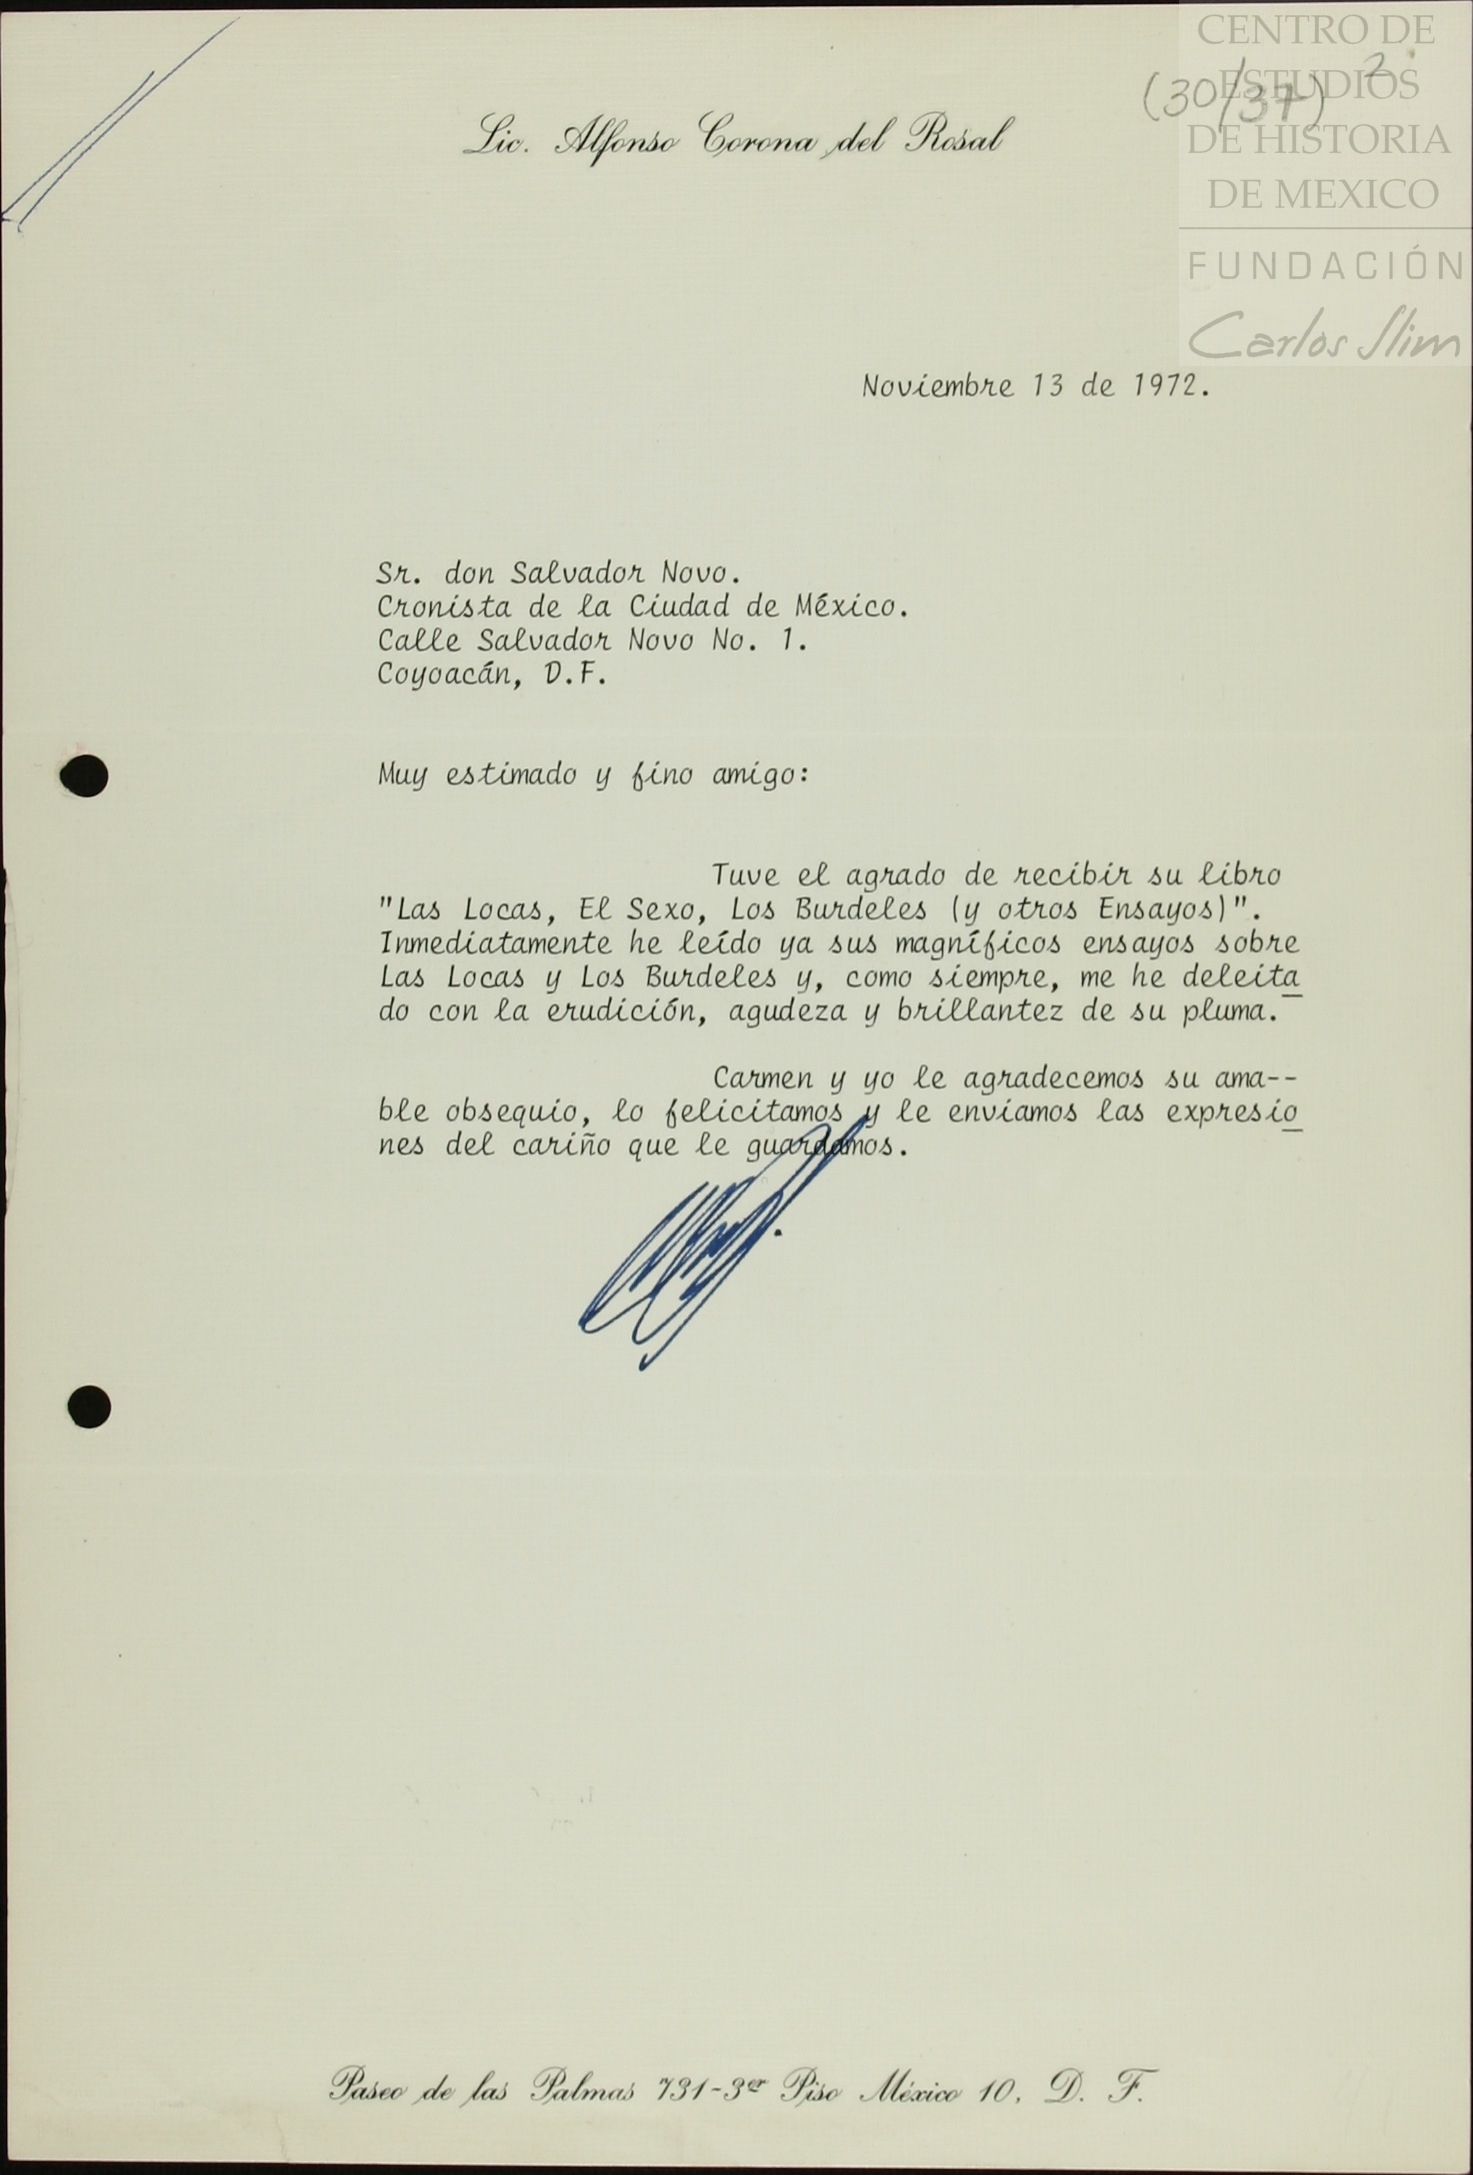 CENTRO DE
ESTUDIOS
DE HISTORIA
DE MEXICO
FUNDACIÓN
Carlos Slim
(30/37) 2
Lic. Alfonso Corona del Rosal
Noviembre 13 de 1972.
Sr. don Salvador Novo.
Cronista de la Ciudad de México.
Calle Salvador Novo No. 1.
Coyoacán, D.F.
Muy estimado y fino amigo:
Tuve el agrado de recibir su libro
"Las Locas, El Sexo, Los Burdeles (y otros Ensayos)".
Inmediatamente he leído ya sus magníficos ensayos sobre
Las Locas y Los Burdeles y, como siempre, me he deleita
do con la erudición, agudeza y brillantez de su pluma.
Carmen y yo le agradecemos su ama--
ble obsequio, lo felicitamos y le enviamos las expresio
nes del cariño que le guardamos.
Paseo de las Palmas 731-3er Piso México 10, D. F.